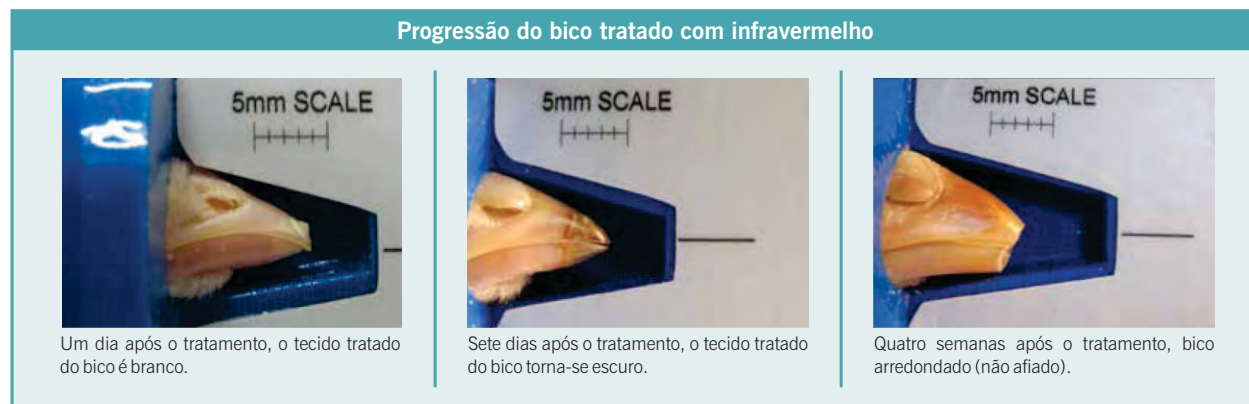 Progressão do bico tratado com infravermelho
5mm SCALE
5mm SCALE
5mm SCALE
Um dia após o tratamento, o tecido tratado
do bico é branco.
Sete dias após o tratamento, o tecido tratado
do bico torna-se escuro.
Quatro semanas após o tratamento, bico
arredondado (não afiado).